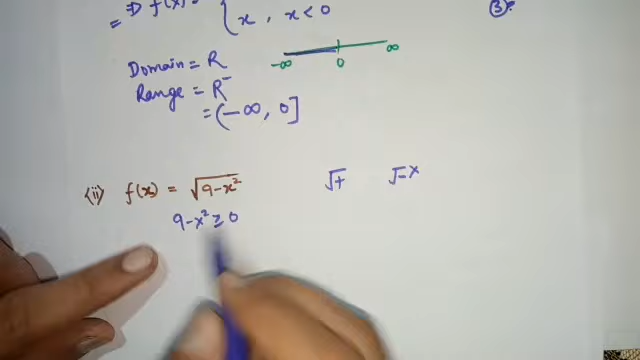 = ⇒ f(x) = {
x, x < 0
③:
Domain = R
-∞ 0 ∞
Range = R⁻
= (-∞, 0]
(ii) f(x) = √9-x²
√+ √- x
9-x² ≥ 0